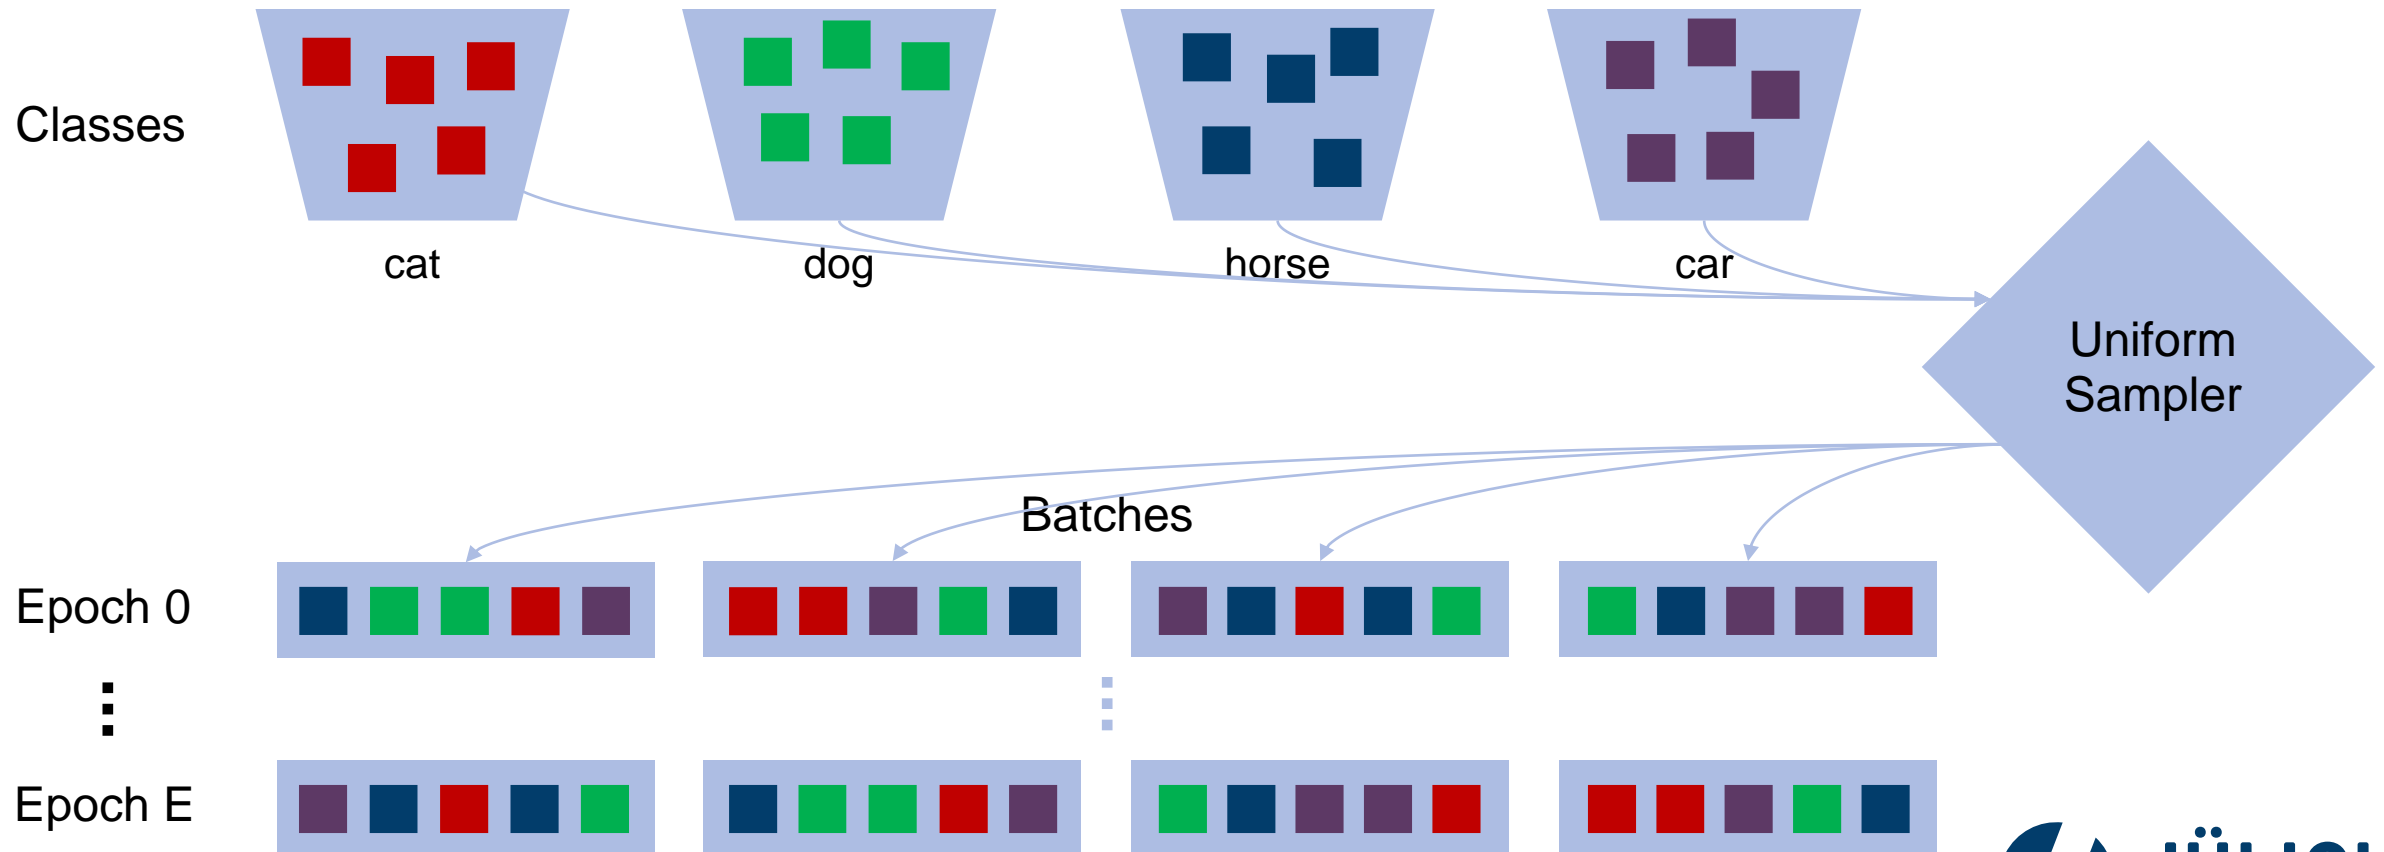 Classes
cat
dog
horse
car
Uniform
Sampler
Batches
Epoch 0
Epoch E